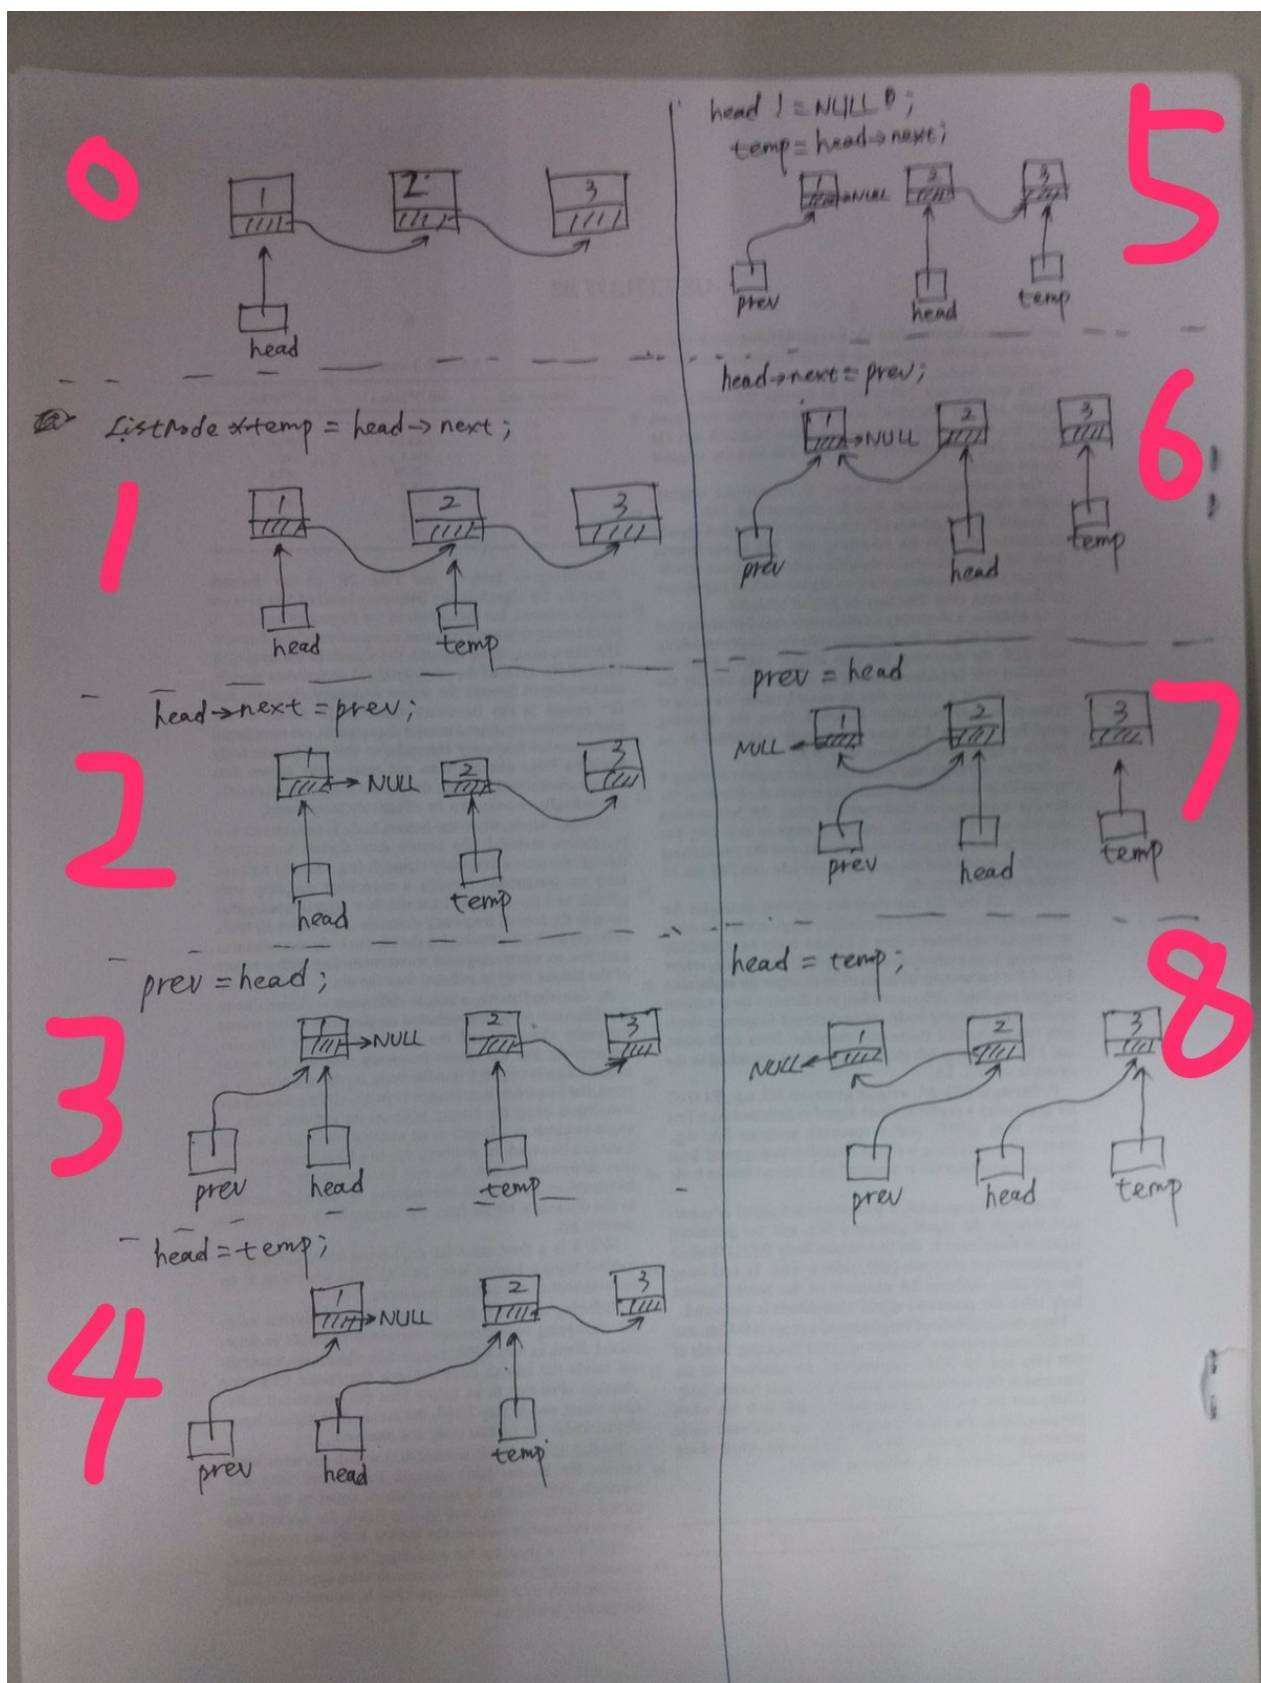 0
1 2 3
head
ListNode *temp = head->next;
1
1 2 3
head temp
head->next = prev;
2
1 NULL 2 3
head temp
prev = head;
3
1 NULL 2 3
prev head temp
head = temp;
4
1 NULL 2 3
prev head temp
head != NULL ;
temp = head->next;
5
1 NULL 2 3
prev head temp
head->next = prev;
6
1 NULL 2 3
prev head temp
prev = head
7
NULL 1 2 3
prev head temp
head = temp;
8
NULL 1 2 3
prev head temp